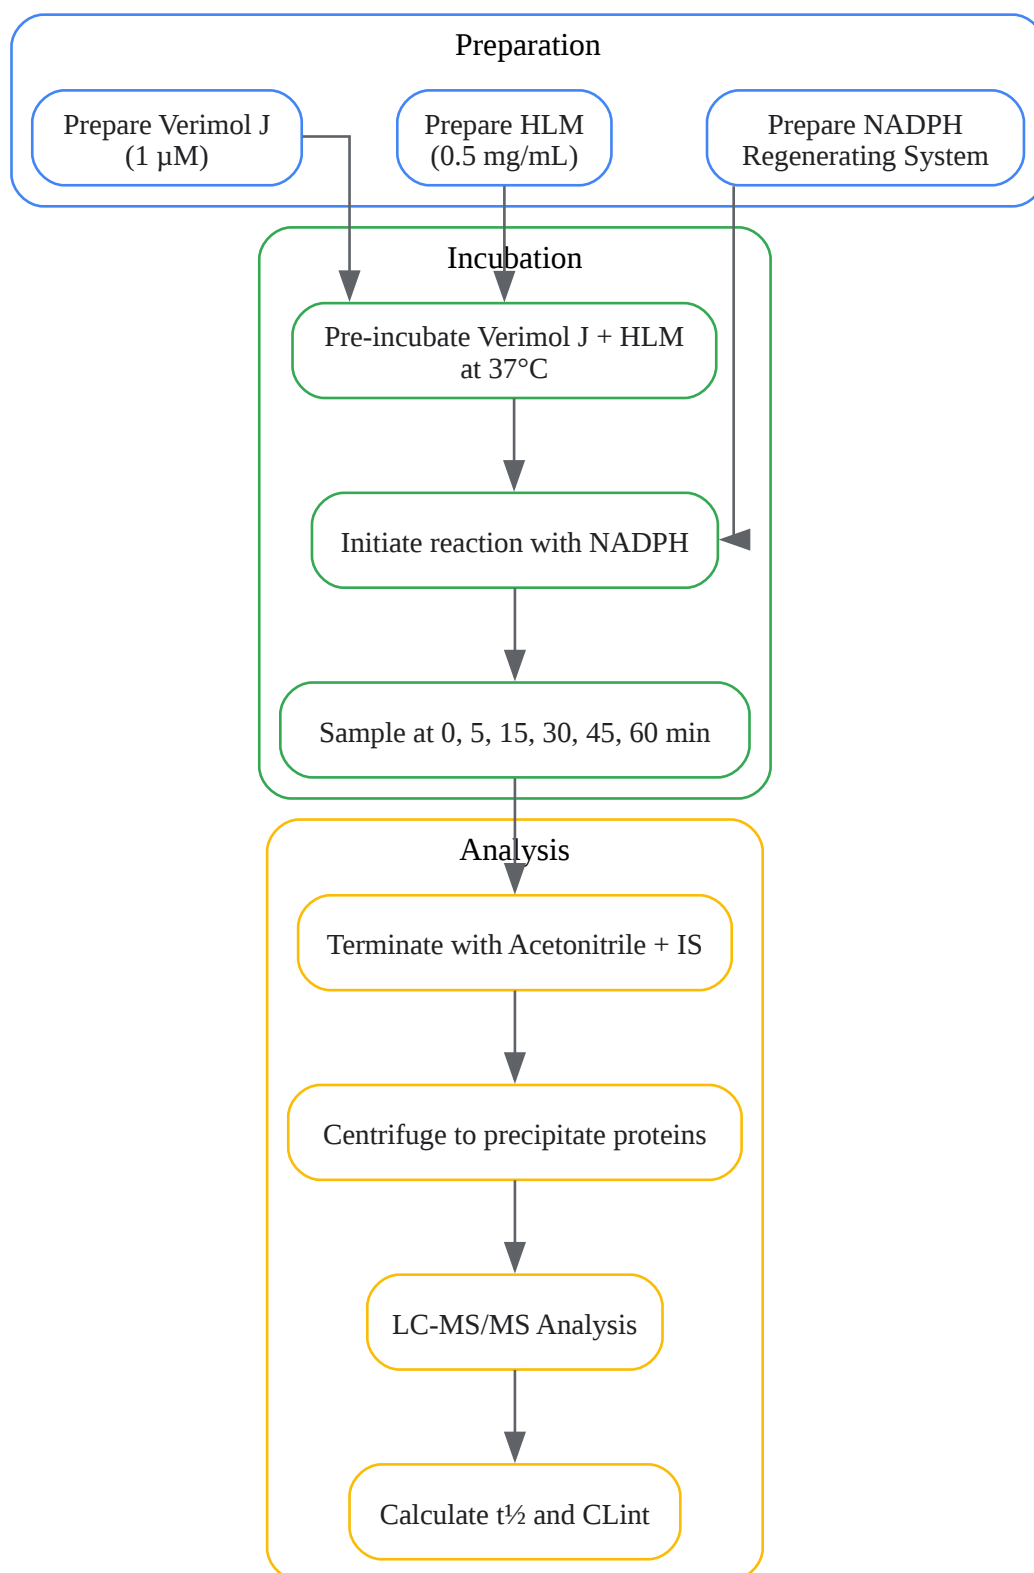 Preparation
Prepare Verimol J
(1 µM)
Prepare HLM
(0.5 mg/mL)
Prepare NADPH
Regenerating System
Incubation
Pre-incubate Verimol J + HLM
at 37°C
Initiate reaction with NADPH
Sample at 0, 5, 15, 30, 45, 60 min
Analysis
Terminate with Acetonitrile + IS
Centrifuge to precipitate proteins
LC-MS/MS Analysis
Calculate t½ and CLint